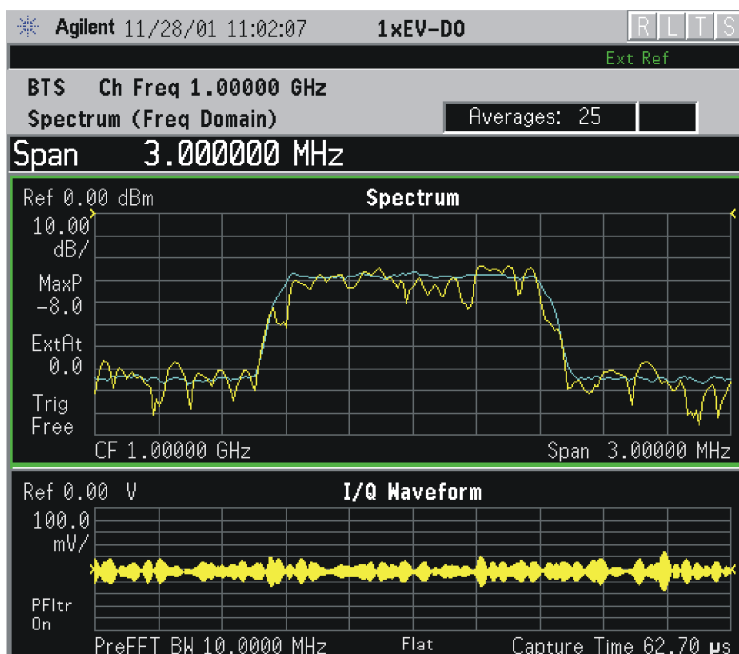 Agilent 11/28/01 11:02:07 1xEV-DO R L T S
Ext Ref
BTS Ch Freq 1.00000 GHz
Spectrum (Freq Domain) Averages: 25
Span 3.000000 MHz
Ref 0.00 dBm Spectrum
10.00
dB/
MaxP
-8.0
ExtAt
0.0
Trig
Free
CF 1.00000 GHz Span 3.00000 MHz
Ref 0.00 V I/Q Waveform
100.0
mV/
PFltr
On
PreFFT BW 10.0000 MHz Flat Capture Time 62.70 µs